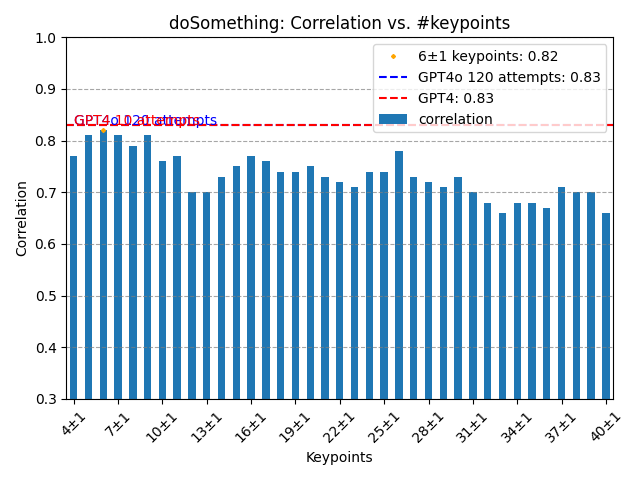 doSomething: Correlation vs. #keypoints
1.0
0.9
0.8
0.7
0.6
0.5
0.4
0.3
Correlation
6±1 keypoints: 0.82
GPT4o 120 attempts: 0.83
GPT4: 0.83
correlation
GPT4o 120 attempts
4±1
7±1
10±1
13±1
16±1
19±1
22±1
25±1
28±1
31±1
34±1
37±1
40±1
Keypoints